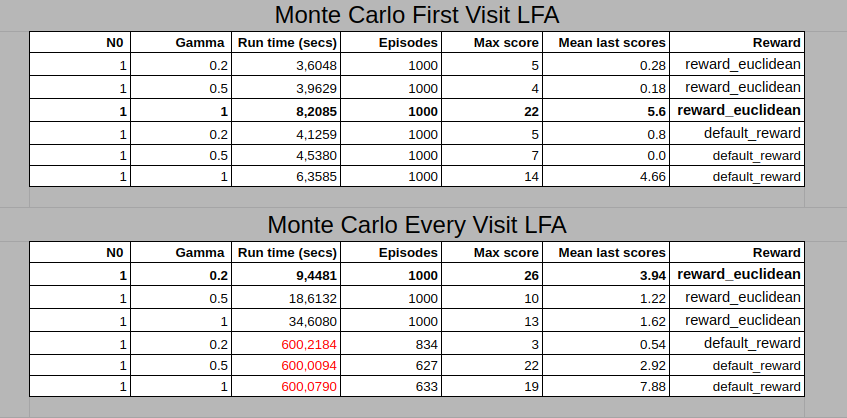 Monte Carlo First Visit LFA
N0 Gamma Run time (secs) Episodes Max score Mean last scores Reward
1 0.2 3,6048 1000 5 0.28 reward_euclidean
1 0.5 3,9629 1000 4 0.18 reward_euclidean
1 1 8,2085 1000 22 5.6 reward_euclidean
1 0.2 4,1259 1000 5 0.8 default_reward
1 0.5 4,5380 1000 7 0.0 default_reward
1 1 6,3585 1000 14 4.66 default_reward
Monte Carlo Every Visit LFA
N0 Gamma Run time (secs) Episodes Max score Mean last scores Reward
1 0.2 9,4481 1000 26 3.94 reward_euclidean
1 0.5 18,6132 1000 10 1.22 reward_euclidean
1 1 34,6080 1000 13 1.62 reward_euclidean
1 0.2 600,2184 834 3 0.54 default_reward
1 0.5 600,0094 627 22 2.92 default_reward
1 1 600,0790 633 19 7.88 default_reward